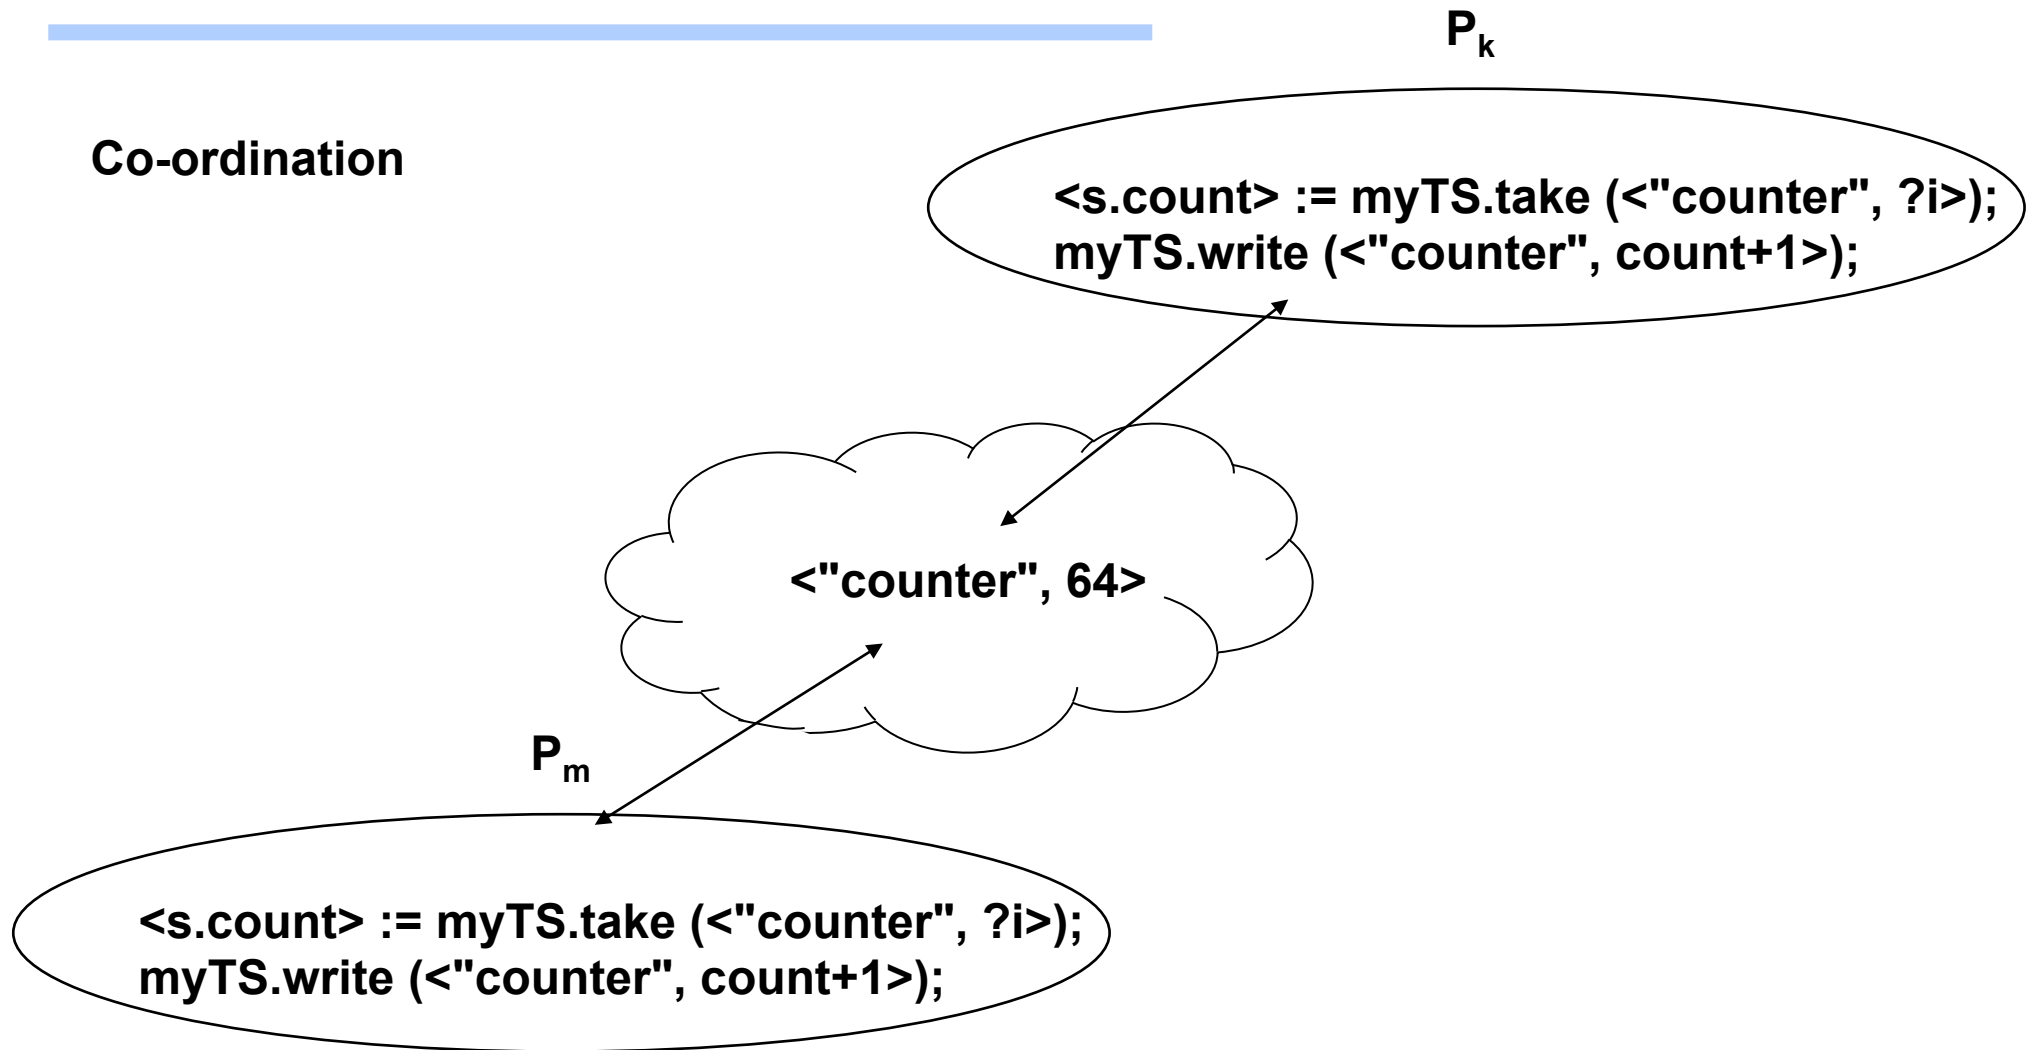 P_k
Co-ordination
<s.count> := myTS.take (<"counter", ?i>);
myTS.write (<"counter", count+1>);
<"counter", 64>
P_m
<s.count> := myTS.take (<"counter", ?i>);
myTS.write (<"counter", count+1>);